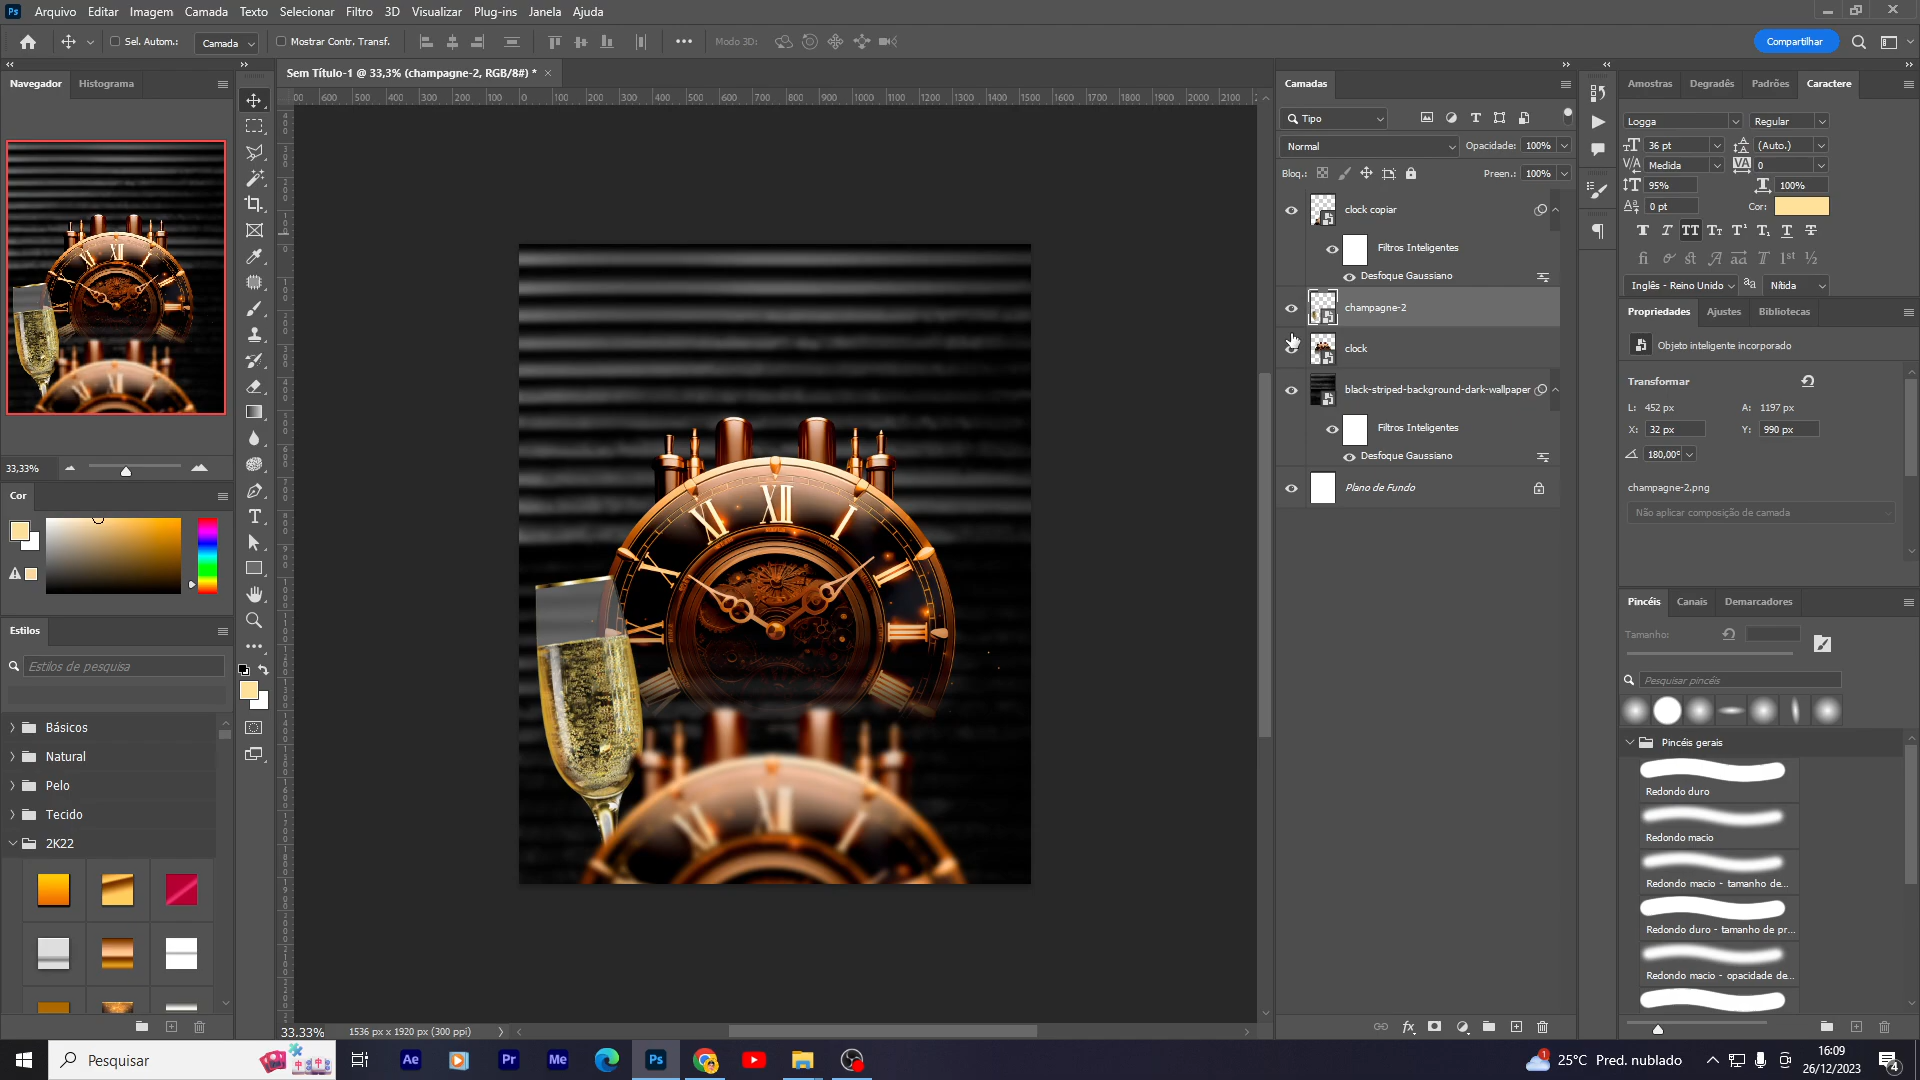 Ps Arquivo Editar Imagem Camada Texto Selecionar Filtro 3D Visualizar Plug-ins Janela Ajuda
Sel. Autom.: Camada Mostrar Contr. Transf. Modo 3D: Compartilhar
Navegador Histograma
Sem Título-1 @ 33,3% (champagne-2, RGB/8#) *
Camadas
Amostras Degradês Padrões Caractere
Tipo
Normal Opacidade: 100%
Bloq.: Preen.: 100%
clock copiar
Filtros Inteligentes
Desfoque Gaussiano
champagne-2
clock
black-striped-background-dark-wallpaper
Filtros Inteligentes
Desfoque Gaussiano
Plano de Fundo
Logga Regular
36 pt (Auto.)
Medida 0
95% 100%
0 pt Cor:
Inglês - Reino Unido Nítida
Propriedades Ajustes Bibliotecas
Objeto inteligente incorporado
Transformar
L: 452 px A: 1197 px
X: 32 px Y: 990 px
180,00°
champagne-2.png
Não aplicar composição de camada
Pincéis Canais Demarcadores
Tamanho:
Pesquisar pincéis
Pincéis gerais
Redondo duro
Redondo macio
Redondo macio - tamanho de...
Redondo duro - tamanho de pr...
Redondo macio - opacidade de...
33,33%
Cor
Estilos
Estilos de pesquisa
Básicos
Natural
Pelo
Tecido
2K22
XII
33,33% 1536 px x 1920 px (300 ppi)
Pesquisar
Ae Pr Me Ps
25°C Pred. nublado
16:09
26/12/2023
4